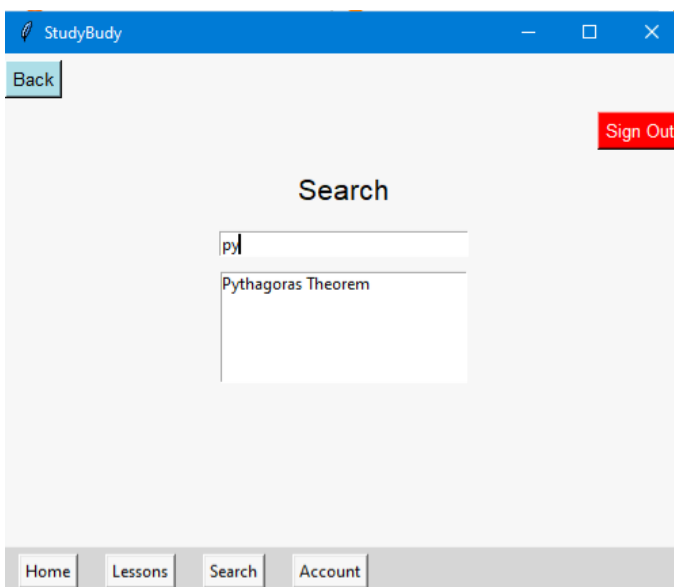 StudyBudy
Back
Sign Out
Search
py
Pythagoras Theorem
Home Lessons Search Account